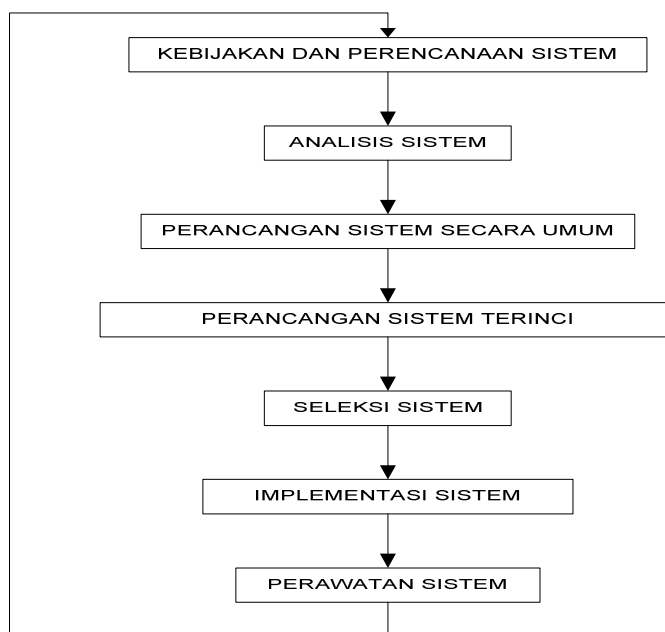 KEBIJAKAN DAN PERENCANAAN SISTEM
ANALISIS SISTEM
PERANCANGAN SISTEM SECARA UMUM
PERANCANGAN SISTEM TERINCI
SELEKSI SISTEM
IMPLEMENTASI SISTEM
PERAWATAN SISTEM